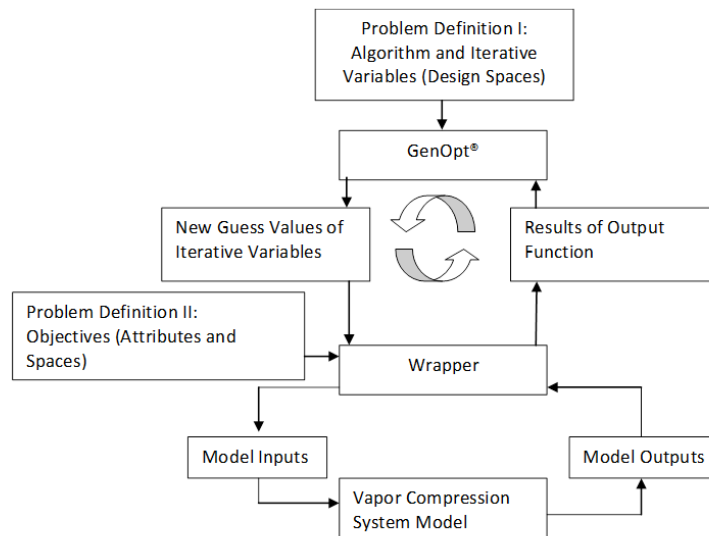 Problem Definition I:
Algorithm and Iterative
Variables (Design Spaces)
GenOpt®
New Guess Values of
Iterative Variables
Results of Output
Function
Problem Definition II:
Objectives (Attributes and
Spaces)
Wrapper
Model Inputs
Model Outputs
Vapor Compression
System Model